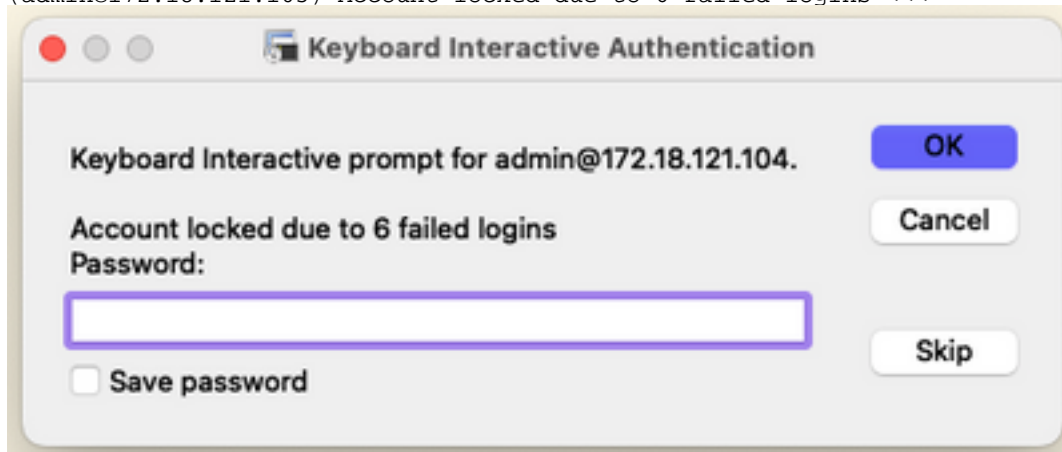 Keyboard Interactive Authentication
Keyboard Interactive prompt for admin@172.18.121.104.
OK
Account locked due to 6 failed logins
Cancel
Password:
Skip
Save password